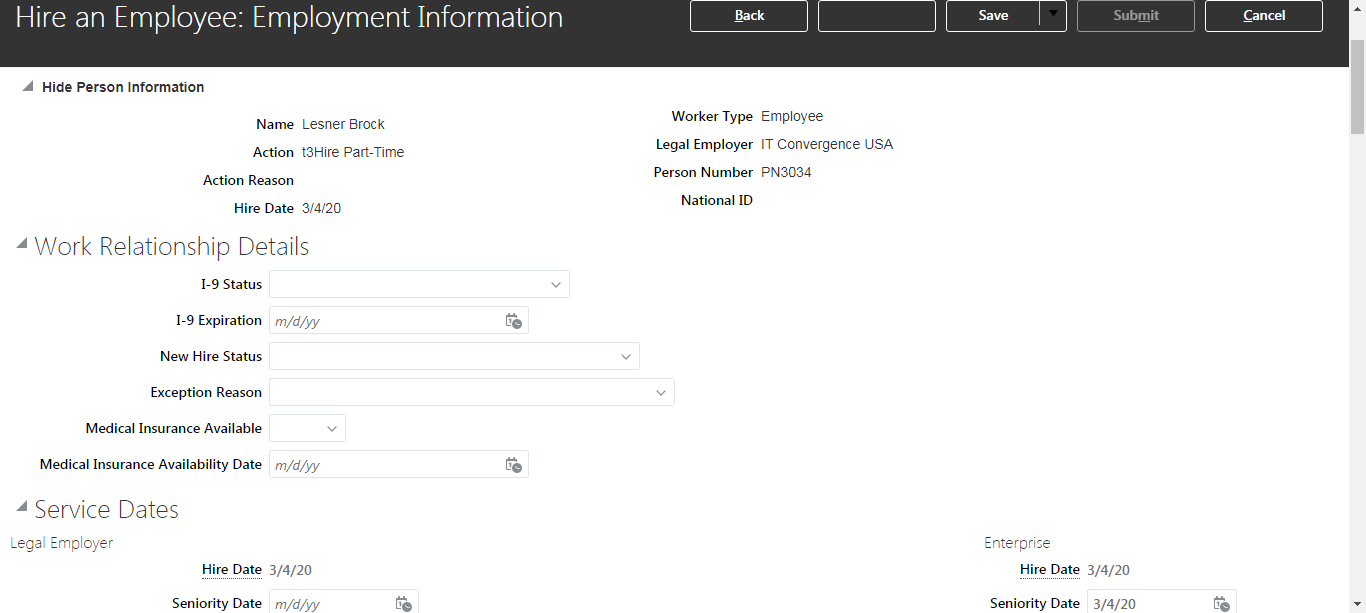 Hire an Employee: Employment Information
Back Save Submit Cancel
Hide Person Information
Name Lesner Brock
Action t3Hire Part-Time
Action Reason
Hire Date 3/4/20
Worker Type Employee
Legal Employer IT Convergence USA
Person Number PN3034
National ID
Work Relationship Details
I-9 Status
I-9 Expiration m/d/yy
New Hire Status
Exception Reason
Medical Insurance Available
Medical Insurance Availability Date m/d/yy
Service Dates
Legal Employer
Hire Date 3/4/20
Seniority Date m/d/yy
Enterprise
Hire Date 3/4/20
Seniority Date 3/4/20